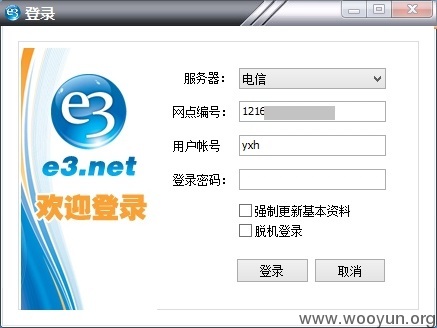 登录
服务器：
电信
网点编号：
1216
用户帐号
yxh
登录密码：
e3
e3.net
欢迎登录
强制更新基本资料
脱机登录
登录
取消
www.wooyun.org